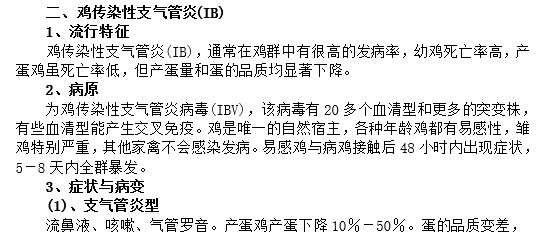 二、鸡传染性支气管炎(IB)
1、流行特征
鸡传染性支气管炎(IB)，通常在鸡群中有很高的发病率，幼鸡死亡率高，产
蛋鸡虽死亡率低，但产蛋量和蛋的品质均显著下降。
2、病原
为鸡传染性支气管炎病毒(IBV)，该病毒有20多个血清型和更多的突变株，
有些血清型能产生交叉免疫。鸡是唯一的自然宿主，各种年龄鸡都有易感性，雏
鸡特别严重，其他家禽不会感染发病。易感鸡与病鸡接触后48小时内出现症状，
5－8天内全群暴发。
3、症状与病变
(1)、支气管炎型
流鼻液、咳嗽、气管罗音。产蛋鸡产蛋下降10％－50％。蛋的品质变差，